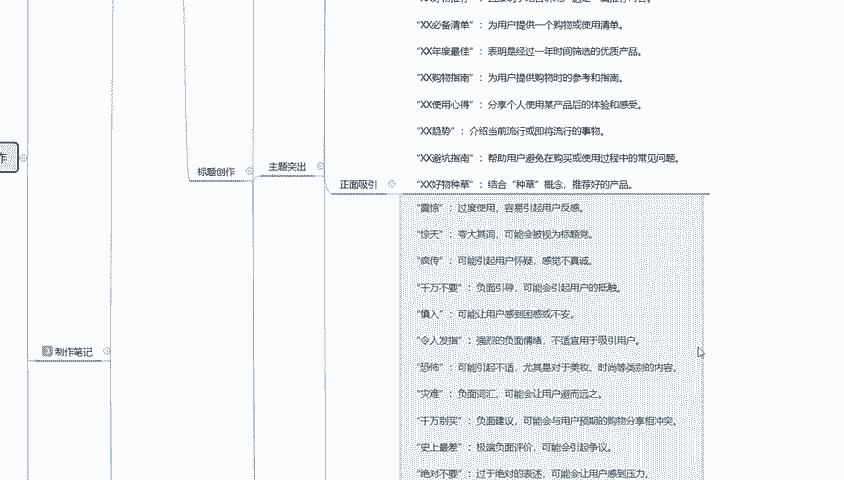 "XX必备清单"：为用户提供一个购物或使用清单。
"XX年度最佳"：表明是经过一年时间筛选的优质产品。
"XX购物指南"：为用户提供购物时的参考和指南。
"XX使用心得"：分享个人使用某产品后的体验和感受。
"XX趋势"：介绍当前流行或即将流行的事物。
"XX避坑指南"：帮助用户避免在购买或使用过程中的常见问题。
"XX好物种草"：结合"种草"概念，推荐好的产品。
作
标题创作
主题突出
正面吸引
"震惊"：过度使用，容易引起用户反感。
"惊天"：夸大其词，可能会被视为标题党。
"疯传"：可能引起用户怀疑，感觉不真诚。
"千万不要"：负面引导，可能会引起用户的抵触。
"慎入"：可能让用户感到困惑或不安。
"令人发指"：强烈的负面情绪，不适宜用于吸引用户。
制作笔记
"恐怖"：可能引起不适，尤其是对于美妆、时尚等类别的内容。
"灾难"：负面词汇，可能会让用户避而远之。
"千万别买"：负面建议，可能会与用户预期的购物分享相冲突。
"史上最差"：极端负面评价，可能会引起争议。
"绝对不要"：过于绝对的表述，可能会让用户感到压力。